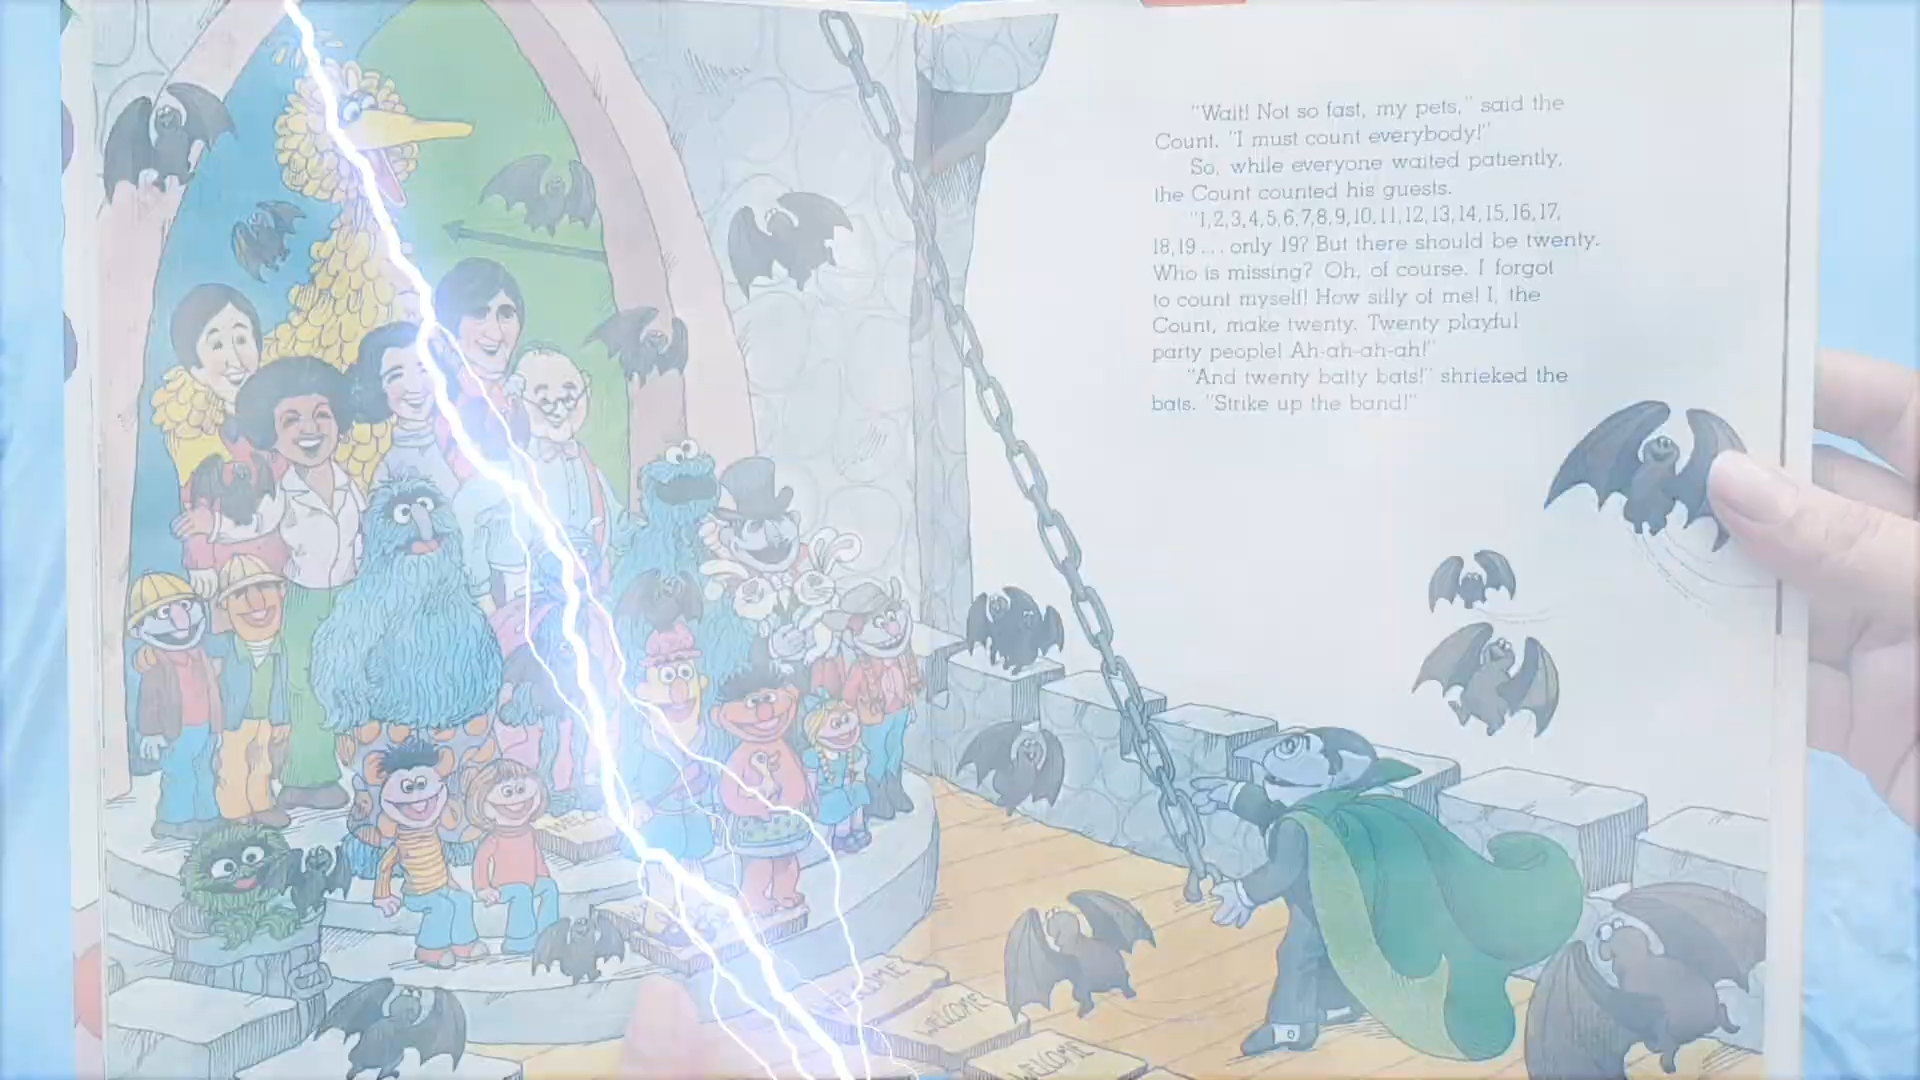 "Wait! Not so fast, my pets," said the
Count. "I must count everybody!"
So, while everyone waited patiently,
the Count counted his guests.
"1,2,3,4,5,6,7,8,9,10,11,12,13,14,15,16,17,
18,19...only 19? But there should be twenty.
Who is missing? Oh, of course. I forgot
to count myself! How silly of me! I, the
Count, make twenty. Twenty playful
party people! Ah-ah-ah-ah!"
"And twenty batty bats!" shrieked the
bats. "Strike up the band!"
WELCOME
WELCOME
WELCOME